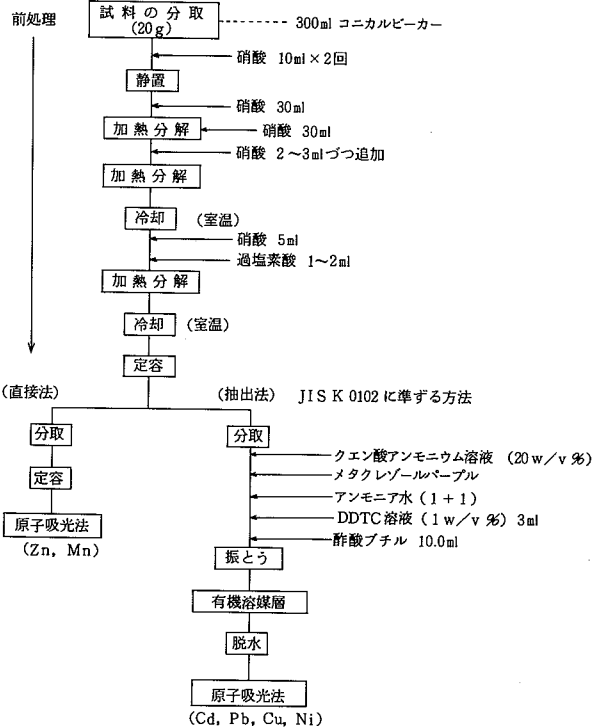 前処理
試料の分取
(20g)
300ml コニカルビーカー
硝酸 10ml×2回
静置
硝酸 30ml
加熱分解
硝酸 30ml
硝酸 2~3mlづつ追加
加熱分解
冷却 (室温)
硝酸 5ml
過塩素酸 1~2ml
加熱分解
冷却 (室温)
定容
(直接法)
(抽出法) JIS K 0102 に準ずる方法
分取
分取
クエン酸アンモニウム溶液 (20w/v%)
定容
メタクレゾールパープル
アンモニア水(1+1)
原子吸光法
DDTC溶液(1w/v%) 3ml
酢酸ブチル 10.0ml
(Zn, Mn)
振とう
有機溶媒層
脱水
原子吸光法
(Cd, Pb, Cu, Ni)